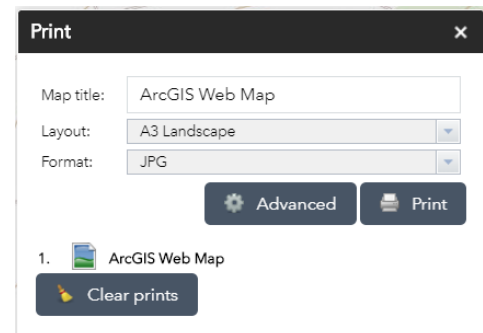 Print ×
Map title: ArcGIS Web Map
Layout: A3 Landscape
Format: JPG
Advanced Print
1. ArcGIS Web Map
Clear prints